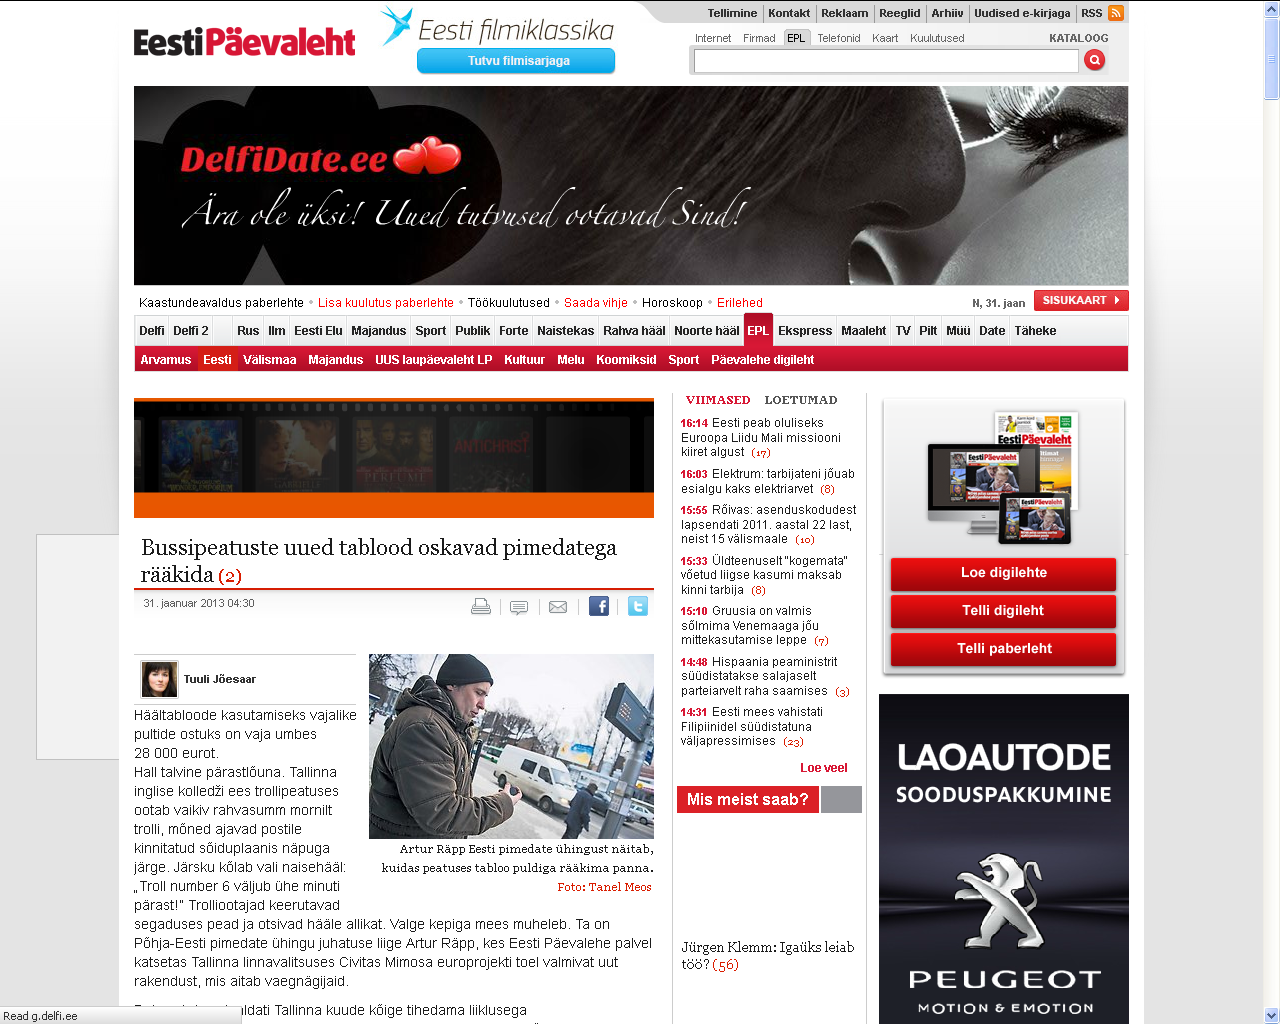 Tellimine Kontakt Reklaam Reeglid Arhiiv Uudised e-kirjaga RSS
EestiPäevaleht
Eesti filmiklassika
Tutvu filmisarjaga
Internet Firmad EPL Telefonid Kaart Kuulutused KATALOOG
DelfiDate.ee
Ära ole üksi! Uued tutvused ootavad Sind!
Kaastundeavaldus paberlehte • Lisa kuulutus paberlehte • Töökuulutused • Saada vihje • Horoskoop • Erilehed
N, 31. jaan SISUKAART
Delfi Delfi 2 Rus Ilm Eesti Elu Majandus Sport Publik Forte Naistekas Rahva hääl Noorte hääl EPL Ekspress Maaleht TV Pilt Müü Date Täheke
Arvamus Eesti Välismaa Majandus UUS laupäevaleht LP Kultuur Melu Koomiksid Sport Päevalehe digileht
PERFUME
ANTICHRIST
Bussipeatuste uued tablood oskavad pimedatega
rääkida (2)
31. jaanuar 2013 04:30
Tuuli Jõesaar
Häältabloode kasutamiseks vajalike
pultide ostuks on vaja umbes
28 000 eurot.
Hall talvine pärastlõuna. Tallinna
inglise kolledži ees trollipeatuses
ootab vaikiv rahvasumm mornilt
trolli, mõned ajavad postile
kinnitatud sõiduplaanis näpuga
järge. Järsku kõlab vali naisehääl:
„Troll number 6 väljub ühe minuti
pärast!" Trolliootajad keerutavad
segaduses pead ja otsivad hääle allikat. Valge kepiga mees muheleb. Ta on
Põhja-Eesti pimedate ühingu juhatuse liige Artur Räpp, kes Eesti Päevalehe palvel
katsetas Tallinna linnavalitsuses Civitas Mimosa europrojekti toel valmivat uut
rakendust, mis aitab vaegnägijaid.
Tallinna kuude kõige tihedama liiklusega
Artur Räpp Eesti pimedate ühingust näitab,
kuidas peatuses tabloo puldiga rääkima panna.
Foto: Tanel Meos
VIIMASED LOETUMAD
16:14 Eesti peab oluliseks
Euroopa Liidu Mali missiooni
kiiret algust (17)
16:03 Elektrum: tarbijateni jõuab
esialgu kaks elektriarvet (8)
15:55 Rõivas: asenduskodudest
lapsendati 2011. aastal 22 last,
neist 15 välismaale (10)
15:33 Üldteenuselt "kogemata"
võetud liigse kasumi maksab
kinni tarbija (8)
15:10 Gruusia on valmis
sõlmima Venemaaga jõu
mittekasutamise leppe (7)
14:48 Hispaania peaministrit
süüdistatakse salajaselt
parteiarvelt raha saamises (3)
14:31 Eesti mees vahistati
Filipiinidel süüdistatuna
väljapressimises (23)
Loe veel
Mis meist saab?
Jürgen Klemm: Igaüks leiab
töö? (56)
EestiPäevaleht
EestiPäevaleht
EestiPäevaleht
Loe digilehte
Telli digileht
Telli paberleht
LAOAUTODE
SOODUSPAKKUMINE
PEUGEOT
MOTION & EMOTION
Read g.delfi.ee